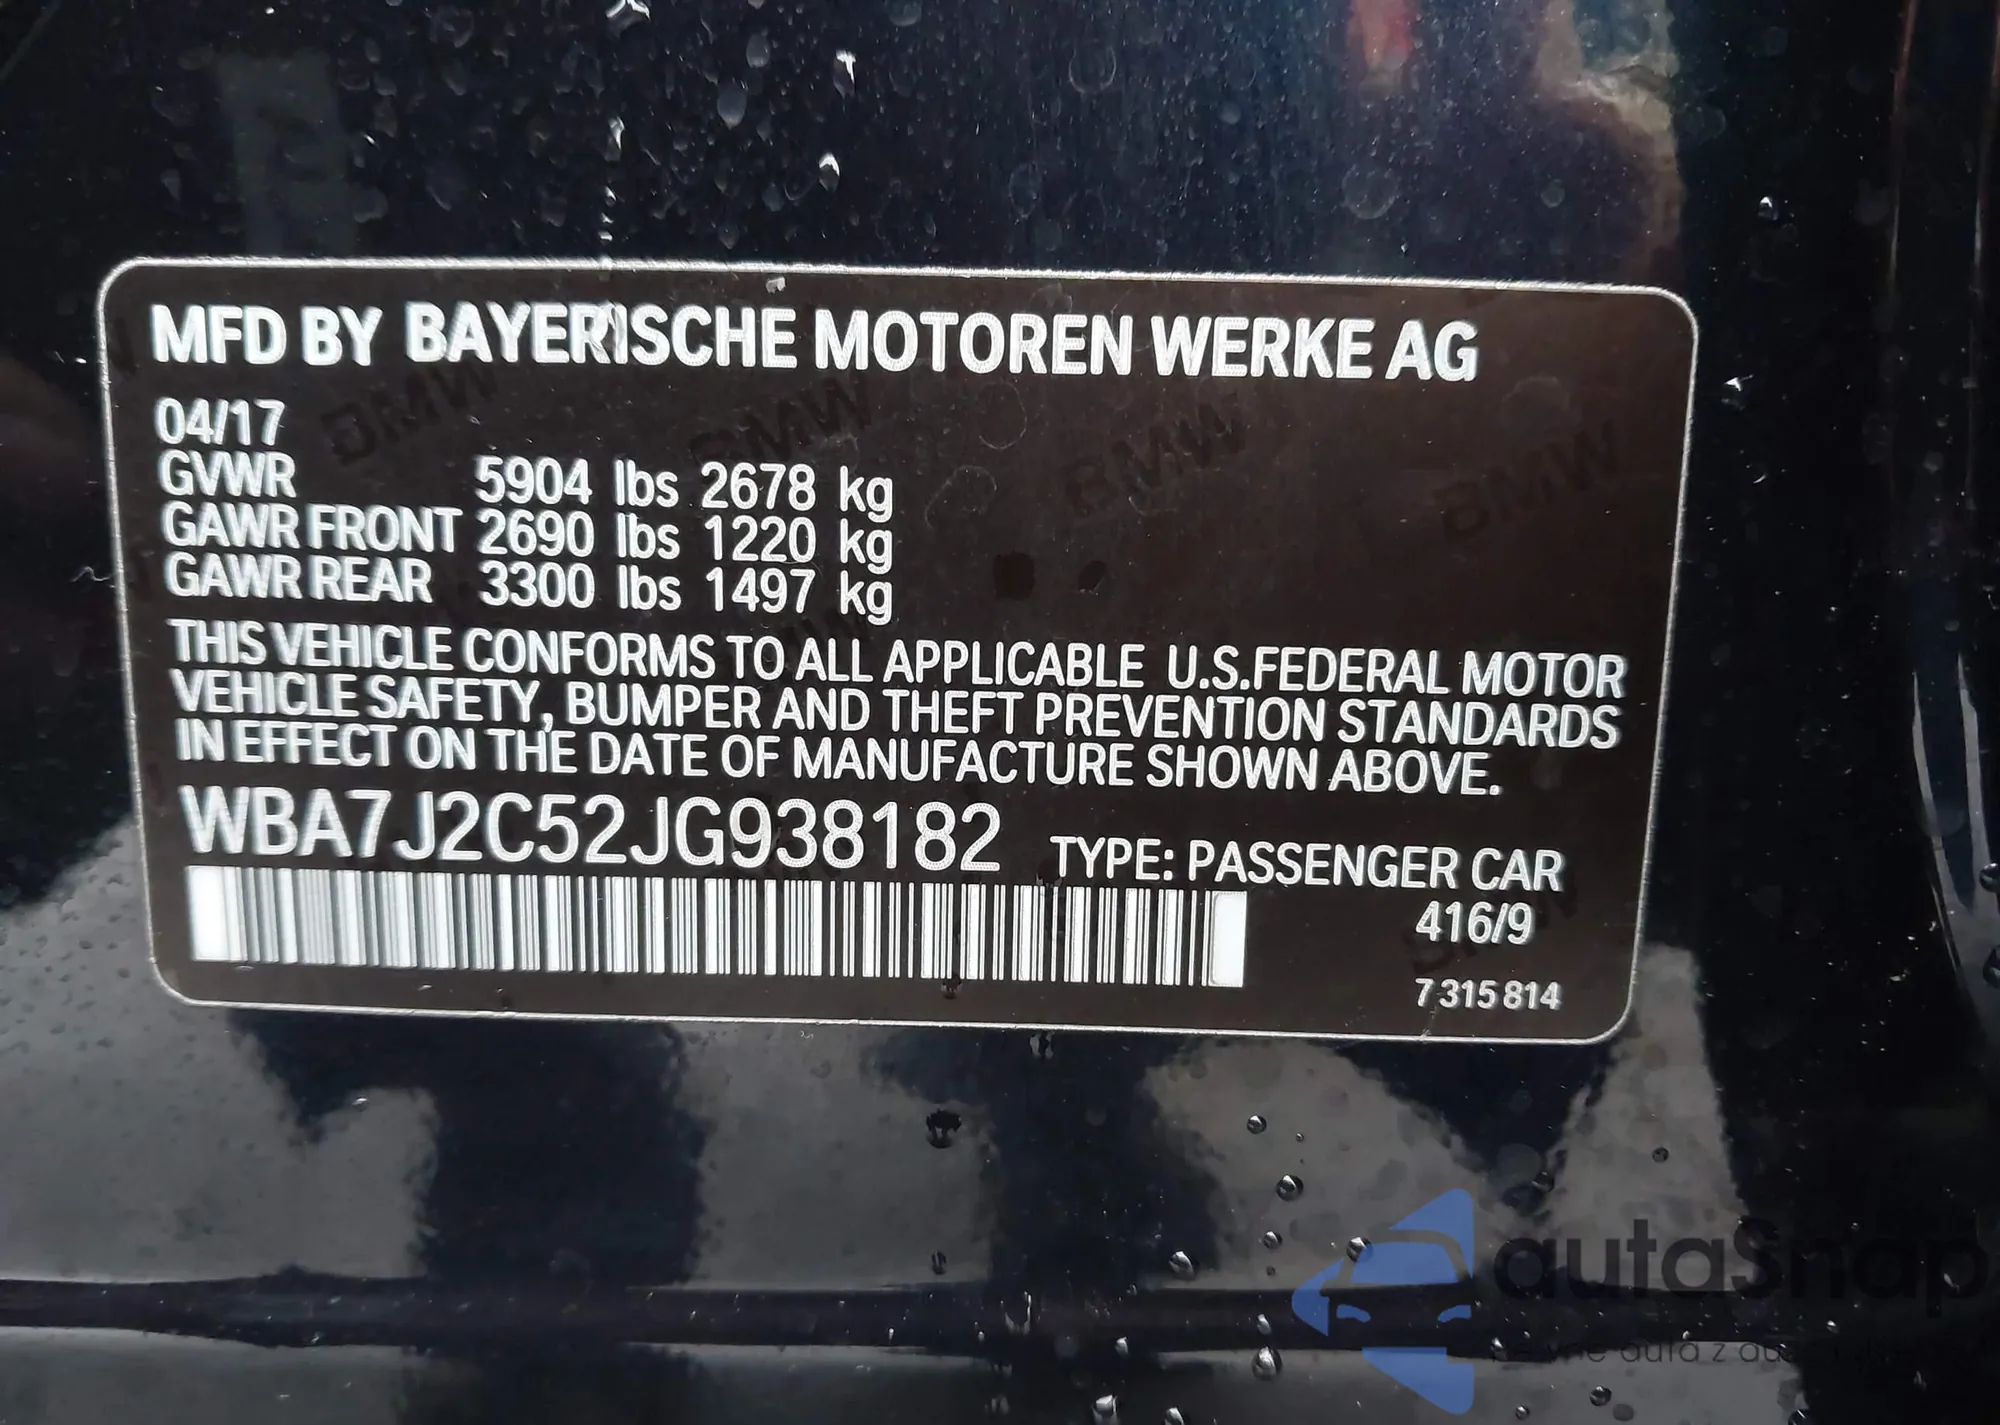 MFD BY BAYERISCHE MOTOREN WERKE AG
04/17
GVWR 5904 lbs 2678 kg
GAWR FRONT 2690 lbs 1220 kg
GAWR REAR 3300 lbs 1497 kg
THIS VEHICLE CONFORMS TO ALL APPLICABLE U.S.FEDERAL MOTOR
VEHICLE SAFETY, BUMPER AND THEFT PREVENTION STANDARDS
IN EFFECT ON THE DATE OF MANUFACTURE SHOWN ABOVE.
WBA7J2C52JG938182 TYPE: PASSENGER CAR
416/9
7 315 814
autaSnap
auta z